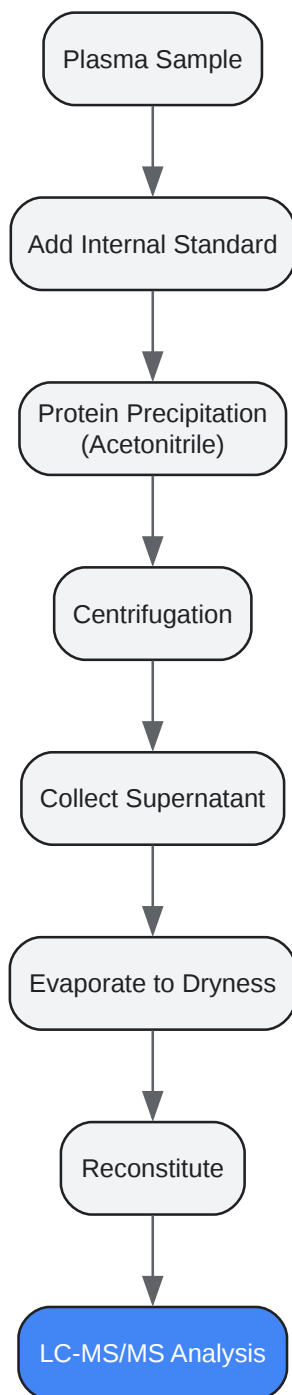 Plasma Sample
Add Internal Standard
Protein Precipitation
(Acetonitrile)
Centrifugation
Collect Supernatant
Evaporate to Dryness
Reconstitute
LC-MS/MS Analysis